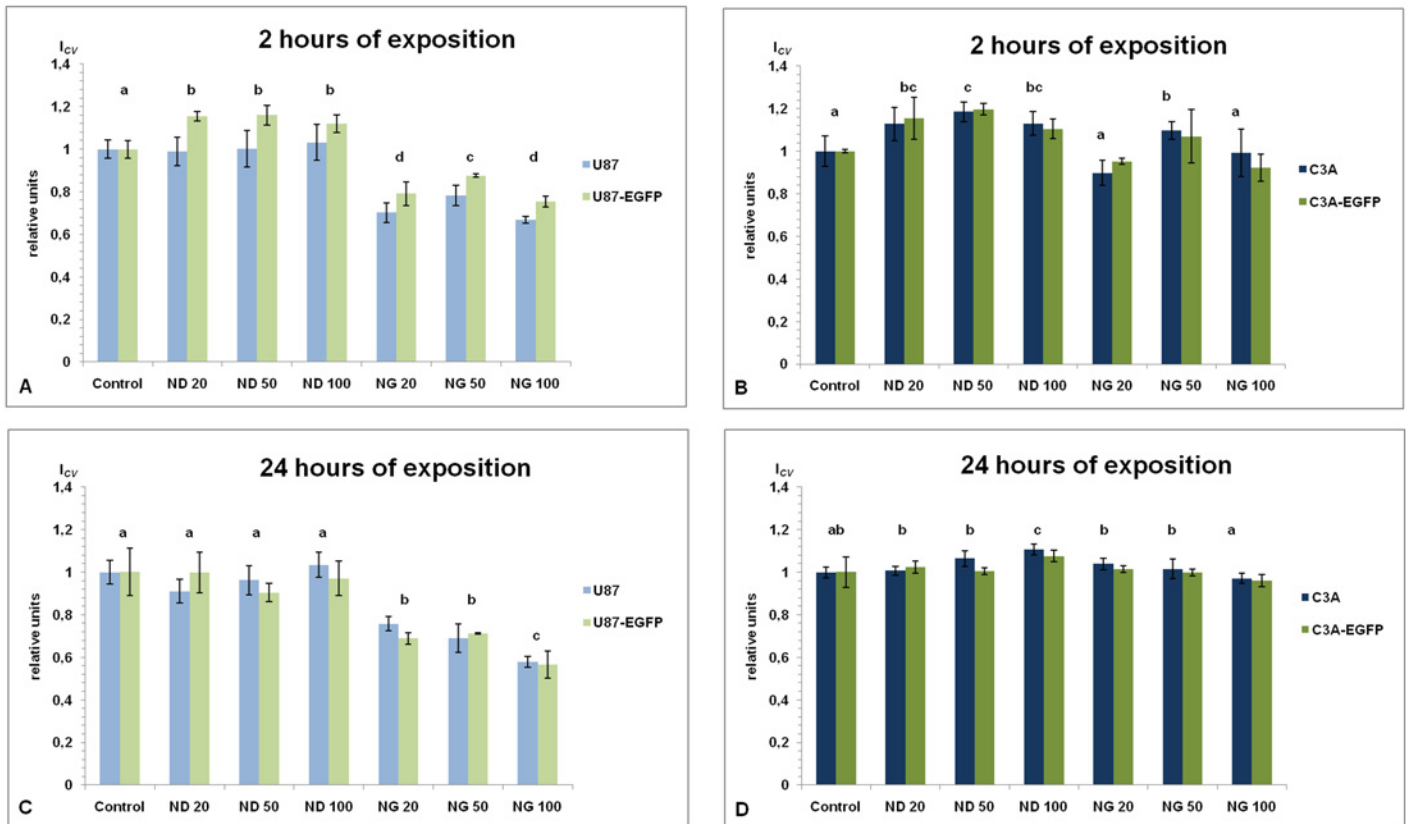 2 hours of exposition
I_CV
1,4
1.2
1
0.8
0,6
0,4
0,2
0
relative units
a b b b d c d
U87
U87-EGFP
Control ND 20 ND 50 ND 100 NG 20 NG 50 NG 100
A
2 hours of exposition
I_CV
1,4
1.2
1
0.8
0,6
0,4
0,2
0
relative units
a bc c bc a b a
C3A
C3A-EGFP
Control ND 20 ND 50 ND 100 NG 20 NG 50 NG 100
B
24 hours of exposition
I_CV
1,4
1.2
1
0.8
0,6
0,4
0,2
0
relative units
a a a a b b c
U87
U87-EGFP
Control ND 20 ND 50 ND 100 NG 20 NG 50 NG 100
C
24 hours of exposition
I_CV
1,4
1.2
1
0.8
0,6
0,4
0,2
0
relative units
ab b b c b b a
C3A
C3A-EGFP
Control ND 20 ND 50 ND 100 NG 20 NG 50 NG 100
D